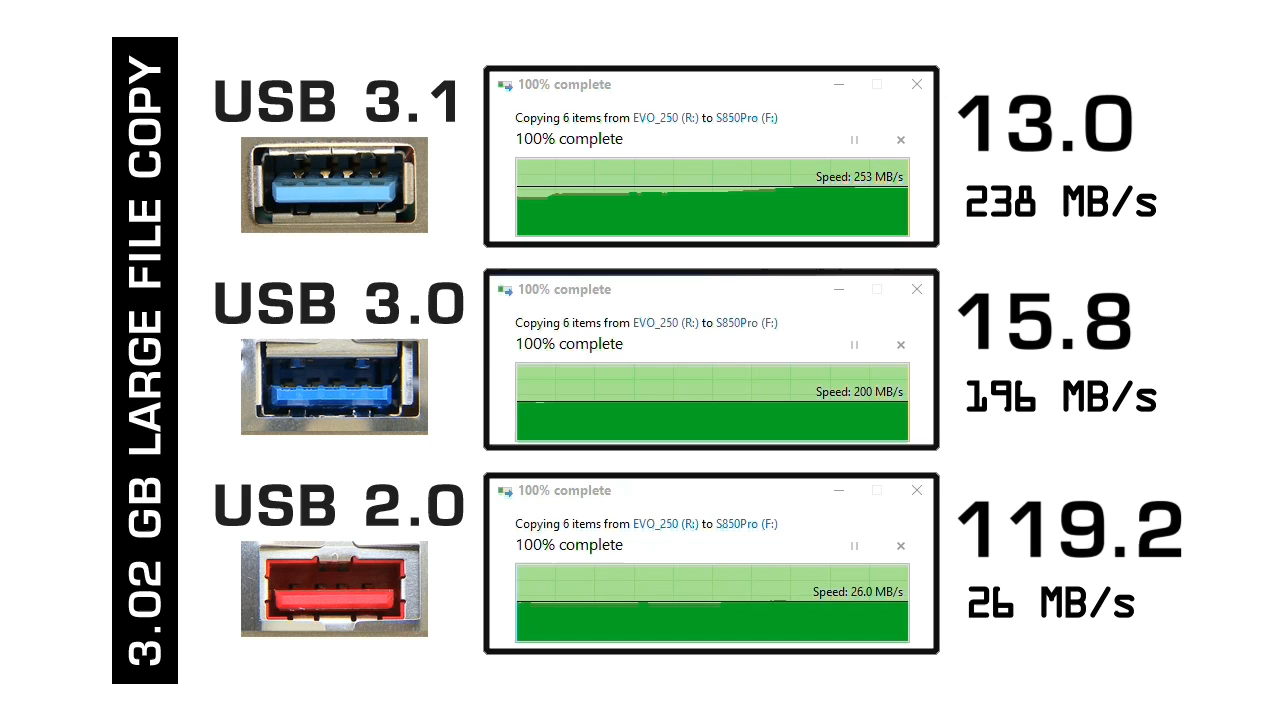 3.02 GB LARGE FILE COPY
USB 3.1
100% complete
Copying 6 items from EVO_250 (R:) to S850Pro (F:)
100% complete
Speed: 253 MB/s
13.0
238 MB/s
USB 3.0
100% complete
Copying 6 items from EVO_250 (R:) to S850Pro (F:)
100% complete
Speed: 200 MB/s
15.8
196 MB/s
USB 2.0
100% complete
Copying 6 items from EVO_250 (R:) to S850Pro (F:)
100% complete
Speed: 26.0 MB/s
119.2
26 MB/s